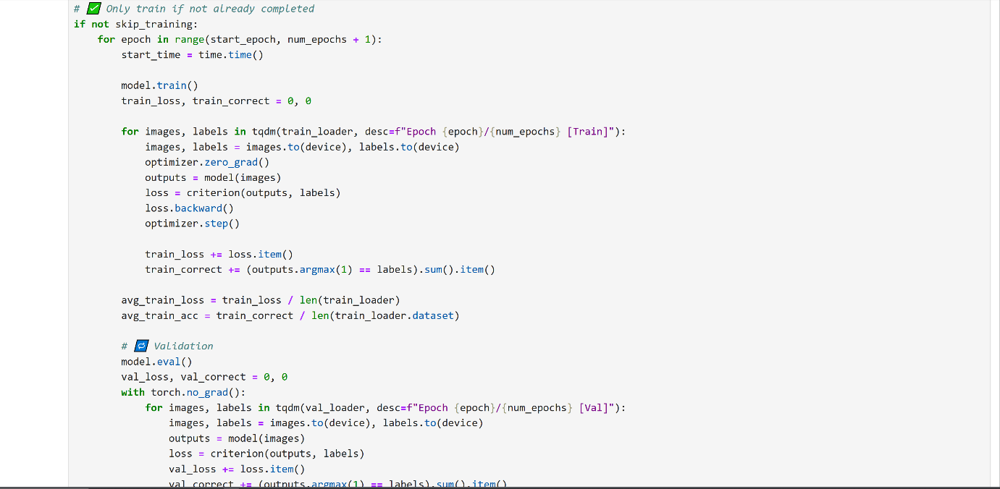 # ✅ Only train if not already completed
if not skip_training:
    for epoch in range(start_epoch, num_epochs + 1):
        start_time = time.time()

        model.train()
        train_loss, train_correct = 0, 0

        for images, labels in tqdm(train_loader, desc=f"Epoch {epoch}/{num_epochs} [Train]"):
            images, labels = images.to(device), labels.to(device)
            optimizer.zero_grad()
            outputs = model(images)
            loss = criterion(outputs, labels)
            loss.backward()
            optimizer.step()

            train_loss += loss.item()
            train_correct += (outputs.argmax(1) == labels).sum().item()

        avg_train_loss = train_loss / len(train_loader)
        avg_train_acc = train_correct / len(train_loader.dataset)

        # 🔁 Validation
        model.eval()
        val_loss, val_correct = 0, 0
        with torch.no_grad():
            for images, labels in tqdm(val_loader, desc=f"Epoch {epoch}/{num_epochs} [Val]"):
                images, labels = images.to(device), labels.to(device)
                outputs = model(images)
                loss = criterion(outputs, labels)
                val_loss += loss.item()
                val_correct += (outputs.argmax(1) == labels).sum().item()